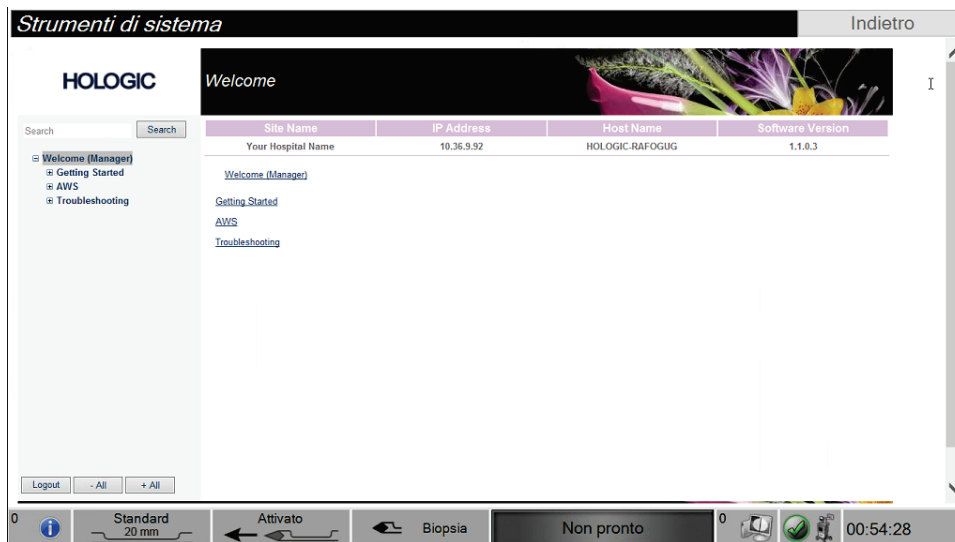 Strumenti di sistema
Indietro
HOLOGIC
Welcome
Search
Search
Site Name IP Address Host Name Software Version
Your Hospital Name 10.36.9.92 HOLOGIC-RAFOGUG 1.1.0.3
Welcome (Manager)
Getting Started
AWS
Troubleshooting
Welcome (Manager)
Getting Started
AWS
Troubleshooting
Logout
- All
+ All
0
Standard
20 mm
Attivato
Biopsia
Non pronto
0
00:54:28